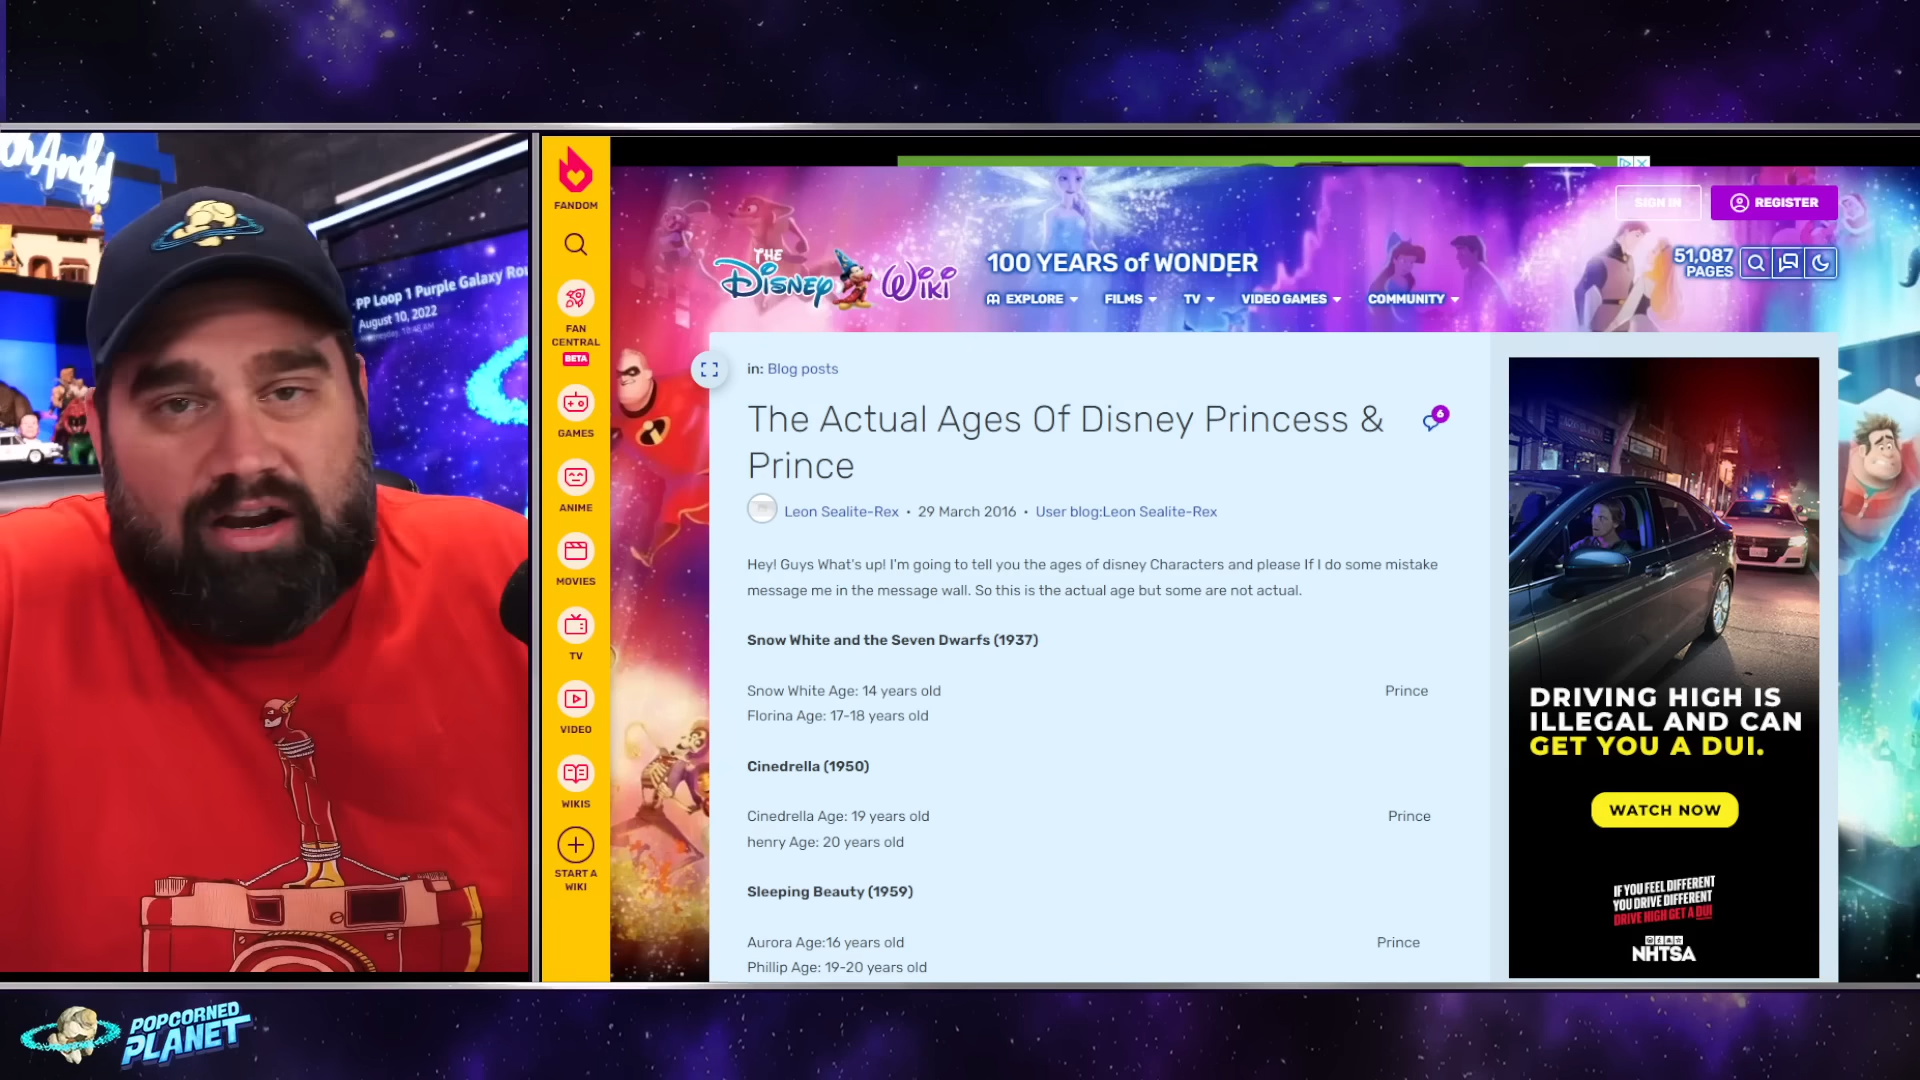 PP Loop 1 Purple Galaxy Rou
August 10, 2022
FANDOM
FAN
CENTRAL
BETA
GAMES
ANIME
MOVIES
TV
VIDEO
WIKIS
START A
WIKI
SIGN IN
REGISTER
THE
DISNEY WIKI
100 YEARS of WONDER
51,087
PAGES
EXPLORE
FILMS
TV
VIDEO GAMES
COMMUNITY
in: Blog posts
The Actual Ages Of Disney Princess &
Prince
6
Leon Sealite-Rex • 29 March 2016 • User blog:Leon Sealite-Rex
Hey! Guys What's up! I'm going to tell you the ages of disney Characters and please If I do some mistake
message me in the message wall. So this is the actual age but some are not actual.
Snow White and the Seven Dwarfs (1937)
Snow White Age: 14 years old Prince
Florina Age: 17-18 years old
Cinedrella (1950)
Cinedrella Age: 19 years old Prince
henry Age: 20 years old
Sleeping Beauty (1959)
Aurora Age:16 years old Prince
Phillip Age: 19-20 years old
DRIVING HIGH IS
ILLEGAL AND CAN
GET YOU A DUI.
WATCH NOW
IF YOU FEEL DIFFERENT
YOU DRIVE DIFFERENT
DRIVE HIGH GET A DUI
NHTSA
POPCORNED
PLANET